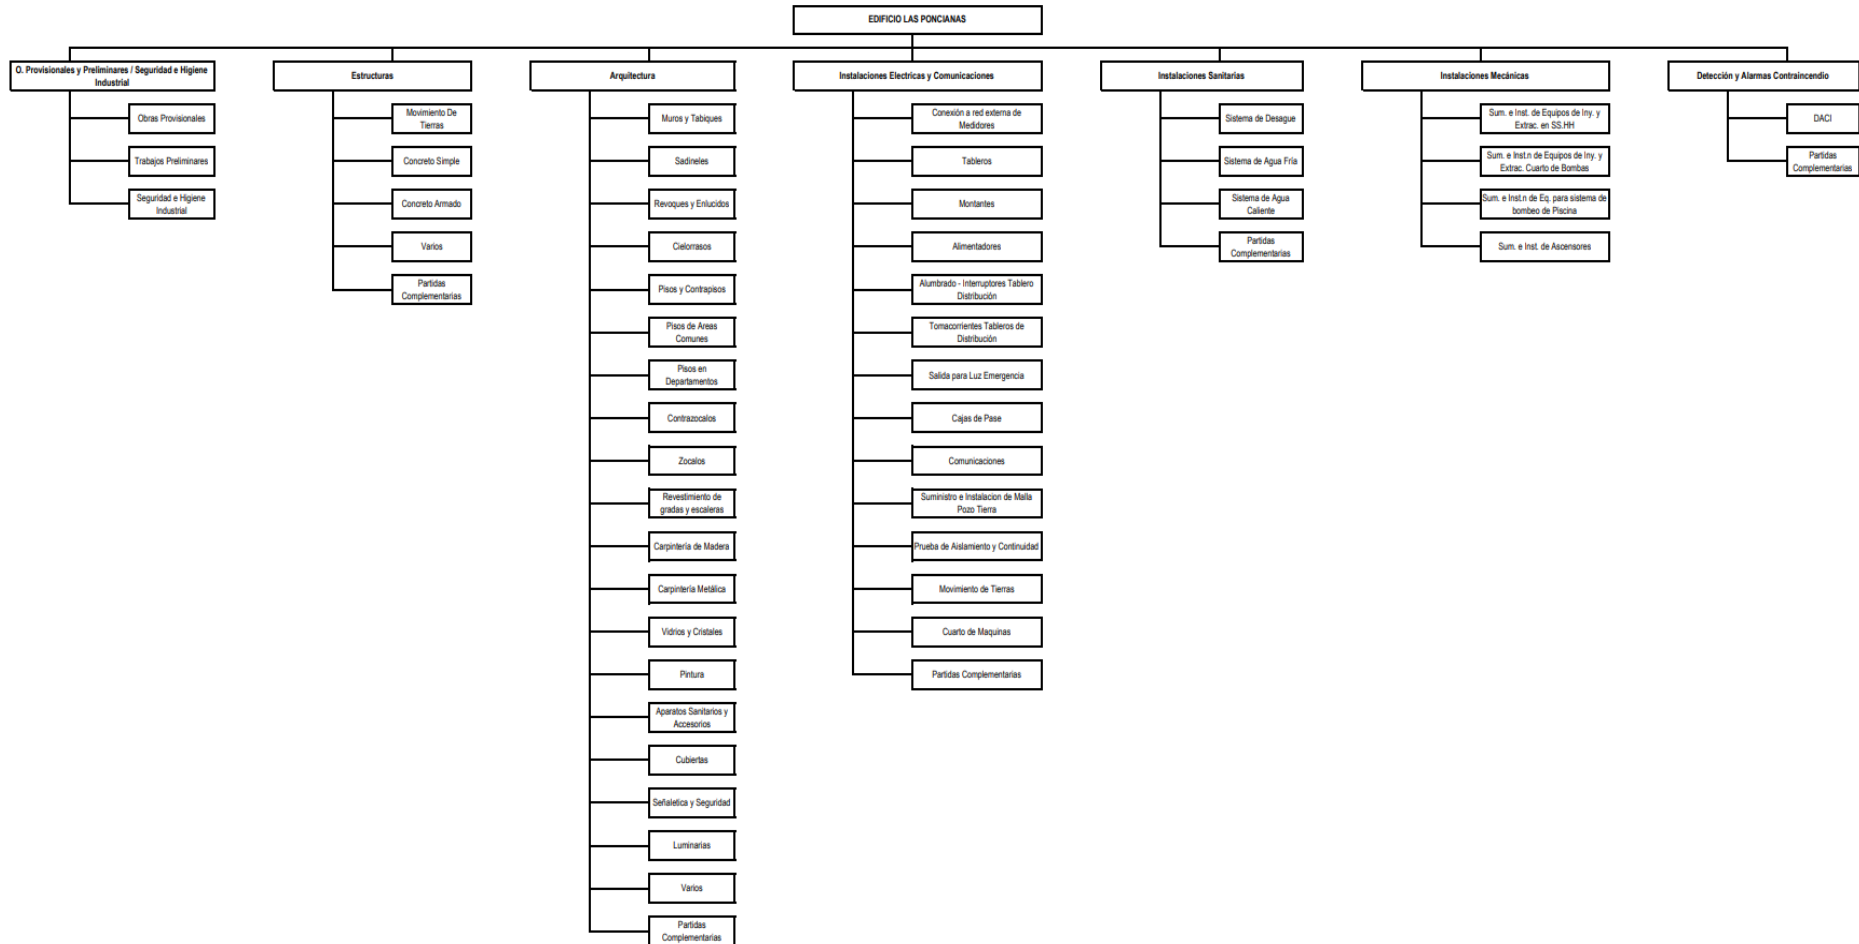 EDIFICIO LAS PONCIANAS
O. Provisionales y Preliminares / Seguridad e Higiene
Industrial
Obras Provisionales
Trabajos Preliminares
Seguridad e Higiene
Industrial
Estructuras
Movimiento De
Tierras
Concreto Simple
Concreto Armado
Varios
Partidas
Complementarias
Arquitectura
Muros y Tabiques
Sadineles
Revoques y Enlucidos
Cielorrasos
Pisos y Contrapisos
Pisos de Areas
Comunes
Pisos en
Departamentos
Contrazocalos
Zocalos
Revestimiento de
gradas y escaleras
Carpintería de Madera
Carpintería Metálica
Vidrios y Cristales
Pintura
Aparatos Sanitarios y
Accesorios
Cubiertas
Señaletica y Seguridad
Luminarias
Varios
Partidas
Complementarias
Instalaciones Electricas y Comunicaciones
Conexión a red externa de
Medidores
Tableros
Montantes
Alimentadores
Alumbrado - Interruptores Tablero
Distribución
Tomacorrientes Tableros de
Distribución
Salida para Luz Emergencia
Cajas de Pase
Comunicaciones
Suministro e Instalacion de Malla
Pozo Tierra
Prueba de Aislamiento y Continuidad
Movimiento de Tierras
Cuarto de Maquinas
Partidas Complementarias
Instalaciones Sanitarias
Sistema de Desague
Sistema de Agua Fría
Sistema de Agua
Caliente
Partidas
Complementarias
Instalaciones Mecánicas
Sum. e Inst. de Equipos de Iny. y
Extrac. en SS.HH
Sum. e Inst.n de Equipos de Iny. y
Extrac. Cuarto de Bombas
Sum. e Inst.n de Eq. para sistema de
bombeo de Piscina
Sum. e Inst. de Ascensores
Detección y Alarmas Contraincendio
DACI
Partidas
Complementarias